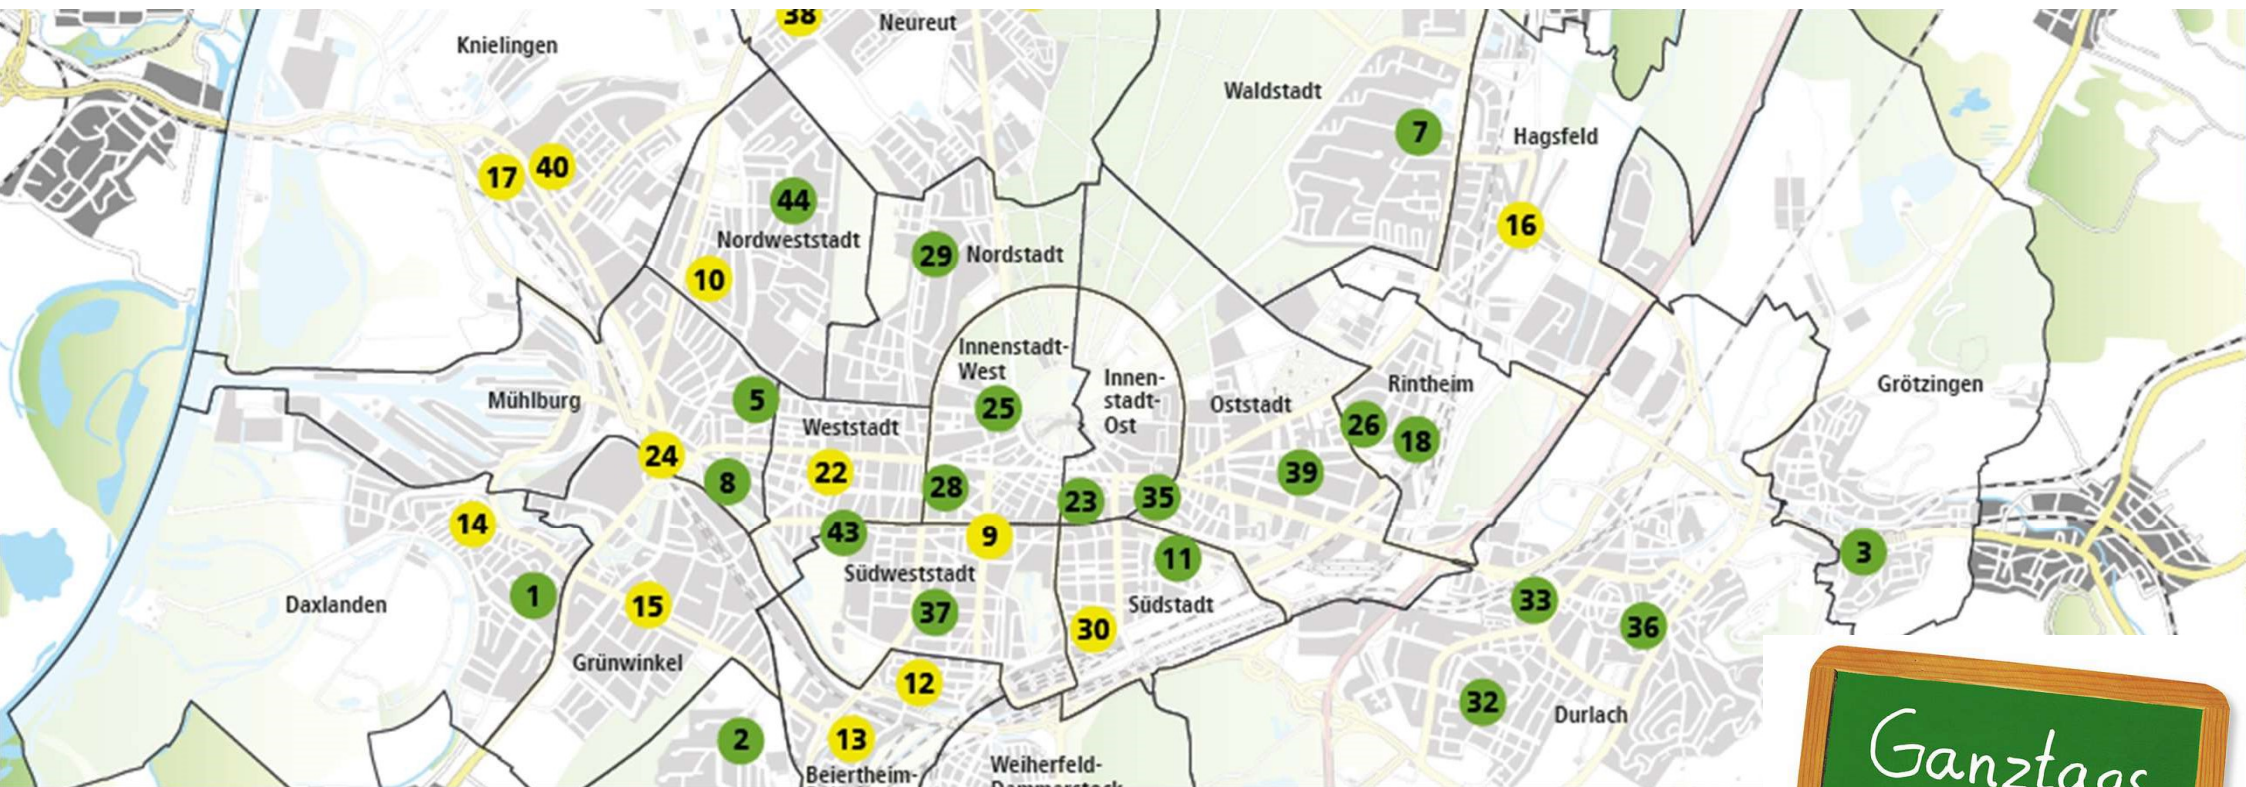 38
Neureut
Knielingen
Waldstadt
7
Hagsfeld
17
40
44
16
Nordweststadt
29
Nordstadt
10
Innenstadt-
West
Innen-
stadt-
Ost
Rintheim
Grötzingen
Mühlburg
5
25
Oststadt
Weststadt
26
18
24
22
39
8
28
23
35
14
43
9
11
3
Südweststadt
1
15
Daxlanden
37
Südstadt
33
30
36
Grünwinkel
12
32
Durlach
2
13
Beiertheim-
Weiherfeld-
Dammerstock
Ganztags